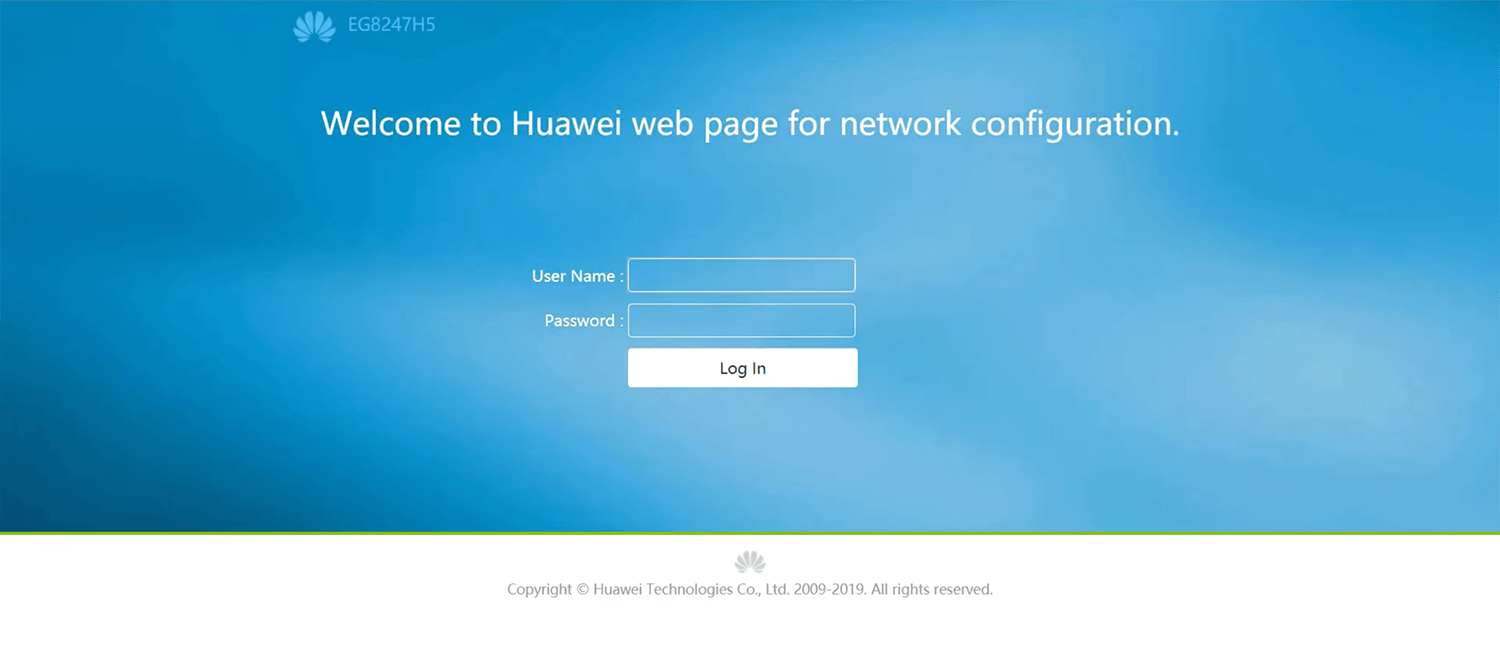 EG8247H5
Welcome to Huawei web page for network configuration.
User Name :
Password :
Log In
Copyright © Huawei Technologies Co., Ltd. 2009-2019. All rights reserved.